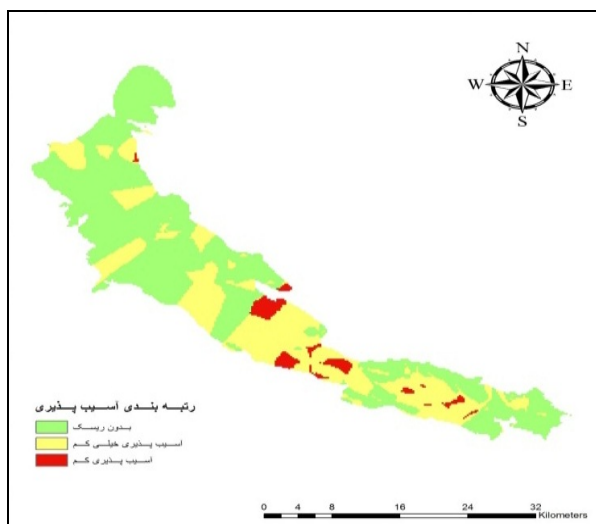 N
W E
S
رتبه بندی آسیب پذیری
بدون ریسک
آسیب پذیری خیلی کم
آسیب پذیری کم
0 4 8 16 24 32
Kilometers